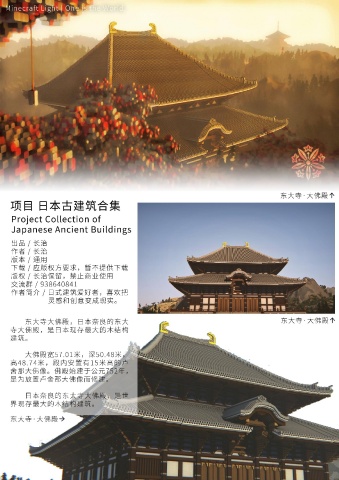 Minecraft Light | One
东大寺·大佛殿↑
项目 日本古建筑合集
Project Collection of
Japanese Ancient Buildings
出品 / 长治
作者 / 长治
版本 / 通用
下载 / 应版权方要求，暂不提供下载
版权 / 长治保留，禁止商业使用
交流群 / 938640841
作者简介 / 日式建筑爱好者，喜欢把
灵感和创意变成现实。
东大寺·大佛殿↑
东大寺大佛殿，日本奈良的东大
寺大佛殿，是日本现存最大的木结构
建筑。
大佛殿宽57.01米，深50.48米，
高48.74米，殿内安置有15米高的卢
舍那大佛像。佛殿始建于公元752年，
是为放置卢舍那大佛像而修建。
日本奈良的东大寺大佛殿，是世
界现存最大的木结构建筑。
东大寺·大佛殿→